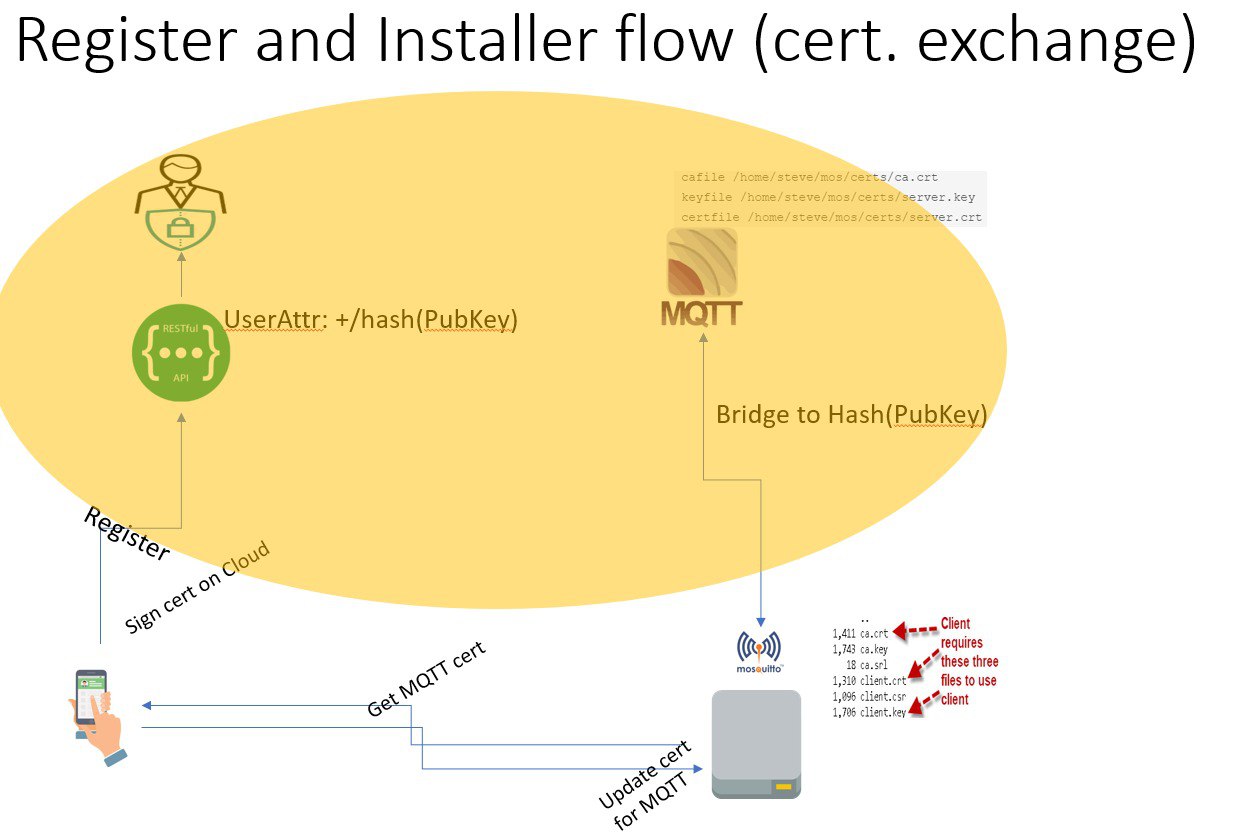 Register and Installer flow (cert. exchange)
cafile /home/steve/mos/certs/ca.crt
keyfile /home/steve/mos/certs/server.key
certfile /home/steve/mos/certs/server.crt
MQTT
RESTful
API
UserAttr: +/hash(PubKey)
Bridge to Hash(PubKey)
Register
Sign cert on Cloud
Get MQTT cert
Update cert
for MQTT
mosquitto™
..
1,411 ca.crt
1,743 ca.key
18 ca.srl
1,310 client.crt
1,096 client.csr
1,706 client.key
Client
requires
these three
files to use
client